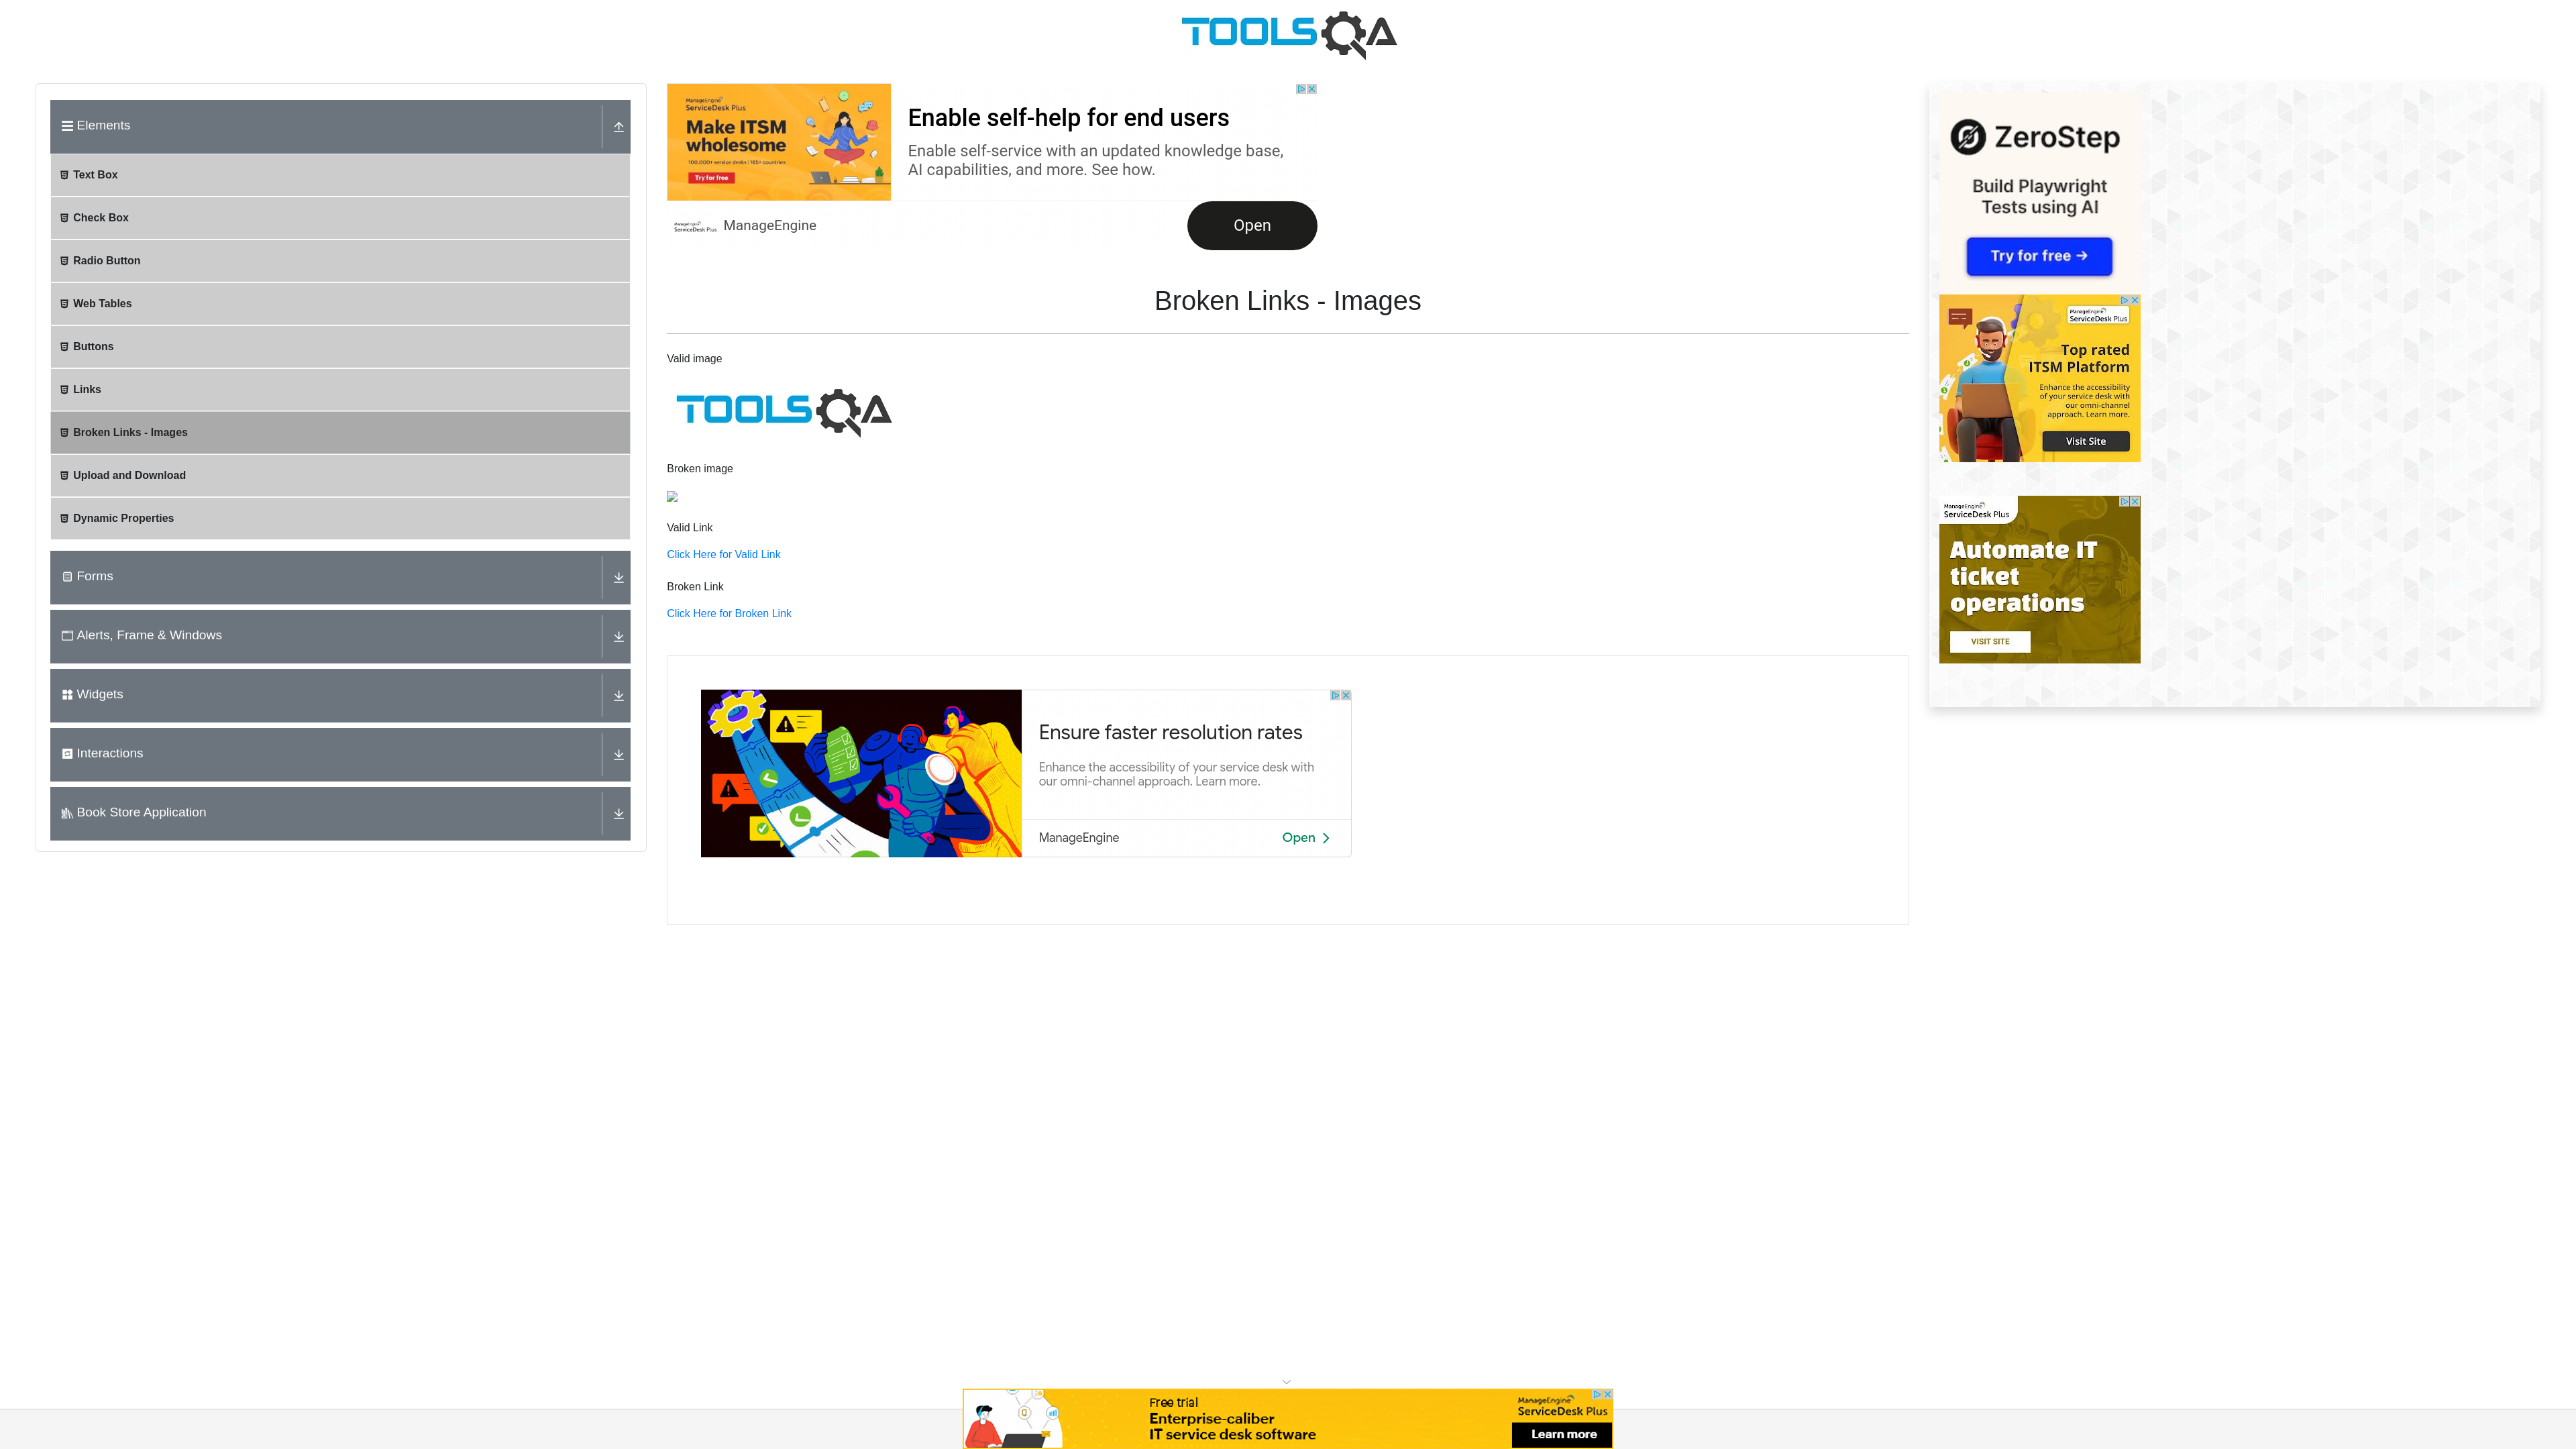 TOOLSQA
Elements
Text Box
Check Box
Radio Button
Web Tables
Buttons
Links
Broken Links - Images
Upload and Download
Dynamic Properties
Forms
Alerts, Frame & Windows
Widgets
Interactions
Book Store Application
ManageEngine
ServiceDesk Plus
Make ITSM
wholesome
100,000+ service desks | 185+ countries
Try for free
Enable self-help for end users
Enable self-service with an updated knowledge base,
AI capabilities, and more. See how.
ManageEngine
ServiceDesk Plus
ManageEngine
Open
Broken Links - Images
Valid image
TOOLSQA
Broken image
Valid Link
Click Here for Valid Link
Broken Link
Click Here for Broken Link
Ensure faster resolution rates
Enhance the accessibility of your service desk with
our omni-channel approach. Learn more.
ManageEngine
Open
ZeroStep
Build Playwright
Tests using AI
Try for free →
ManageEngine
ServiceDesk Plus
Top rated
ITSM Platform
Enhance the accessibility
of your service desk with
our omni-channel
approach. Learn more.
Visit Site
ManageEngine
ServiceDesk Plus
Automate IT
ticket
operations
VISIT SITE
Free trial
Enterprise-caliber
IT service desk software
ManageEngine
ServiceDesk Plus
Learn more